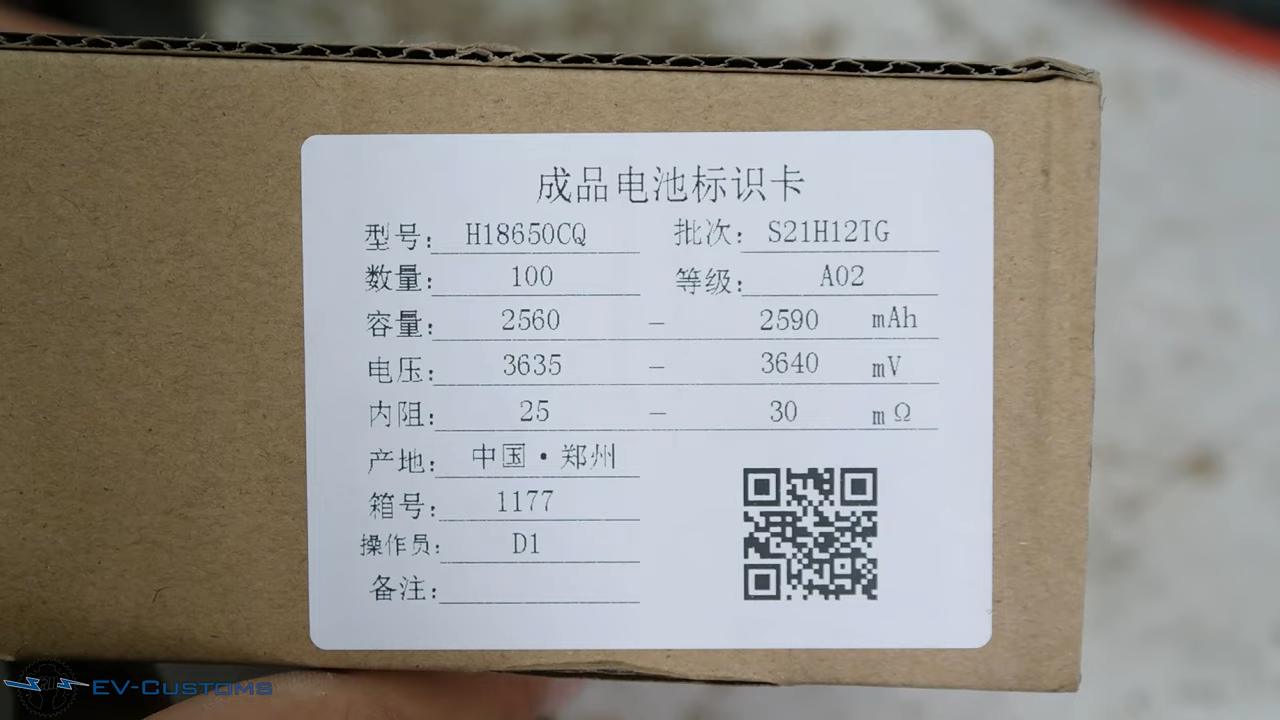 成品电池标识卡
型号: H18650CQ 批次: S21H12TG
数量: 100 等级: A02
容量: 2560 — 2590 mAh
电压: 3635 — 3640 mV
内阻: 25 — 30 mΩ
产地: 中国·郑州
箱号: 1177
操作员: D1
备注:
EV-Customs